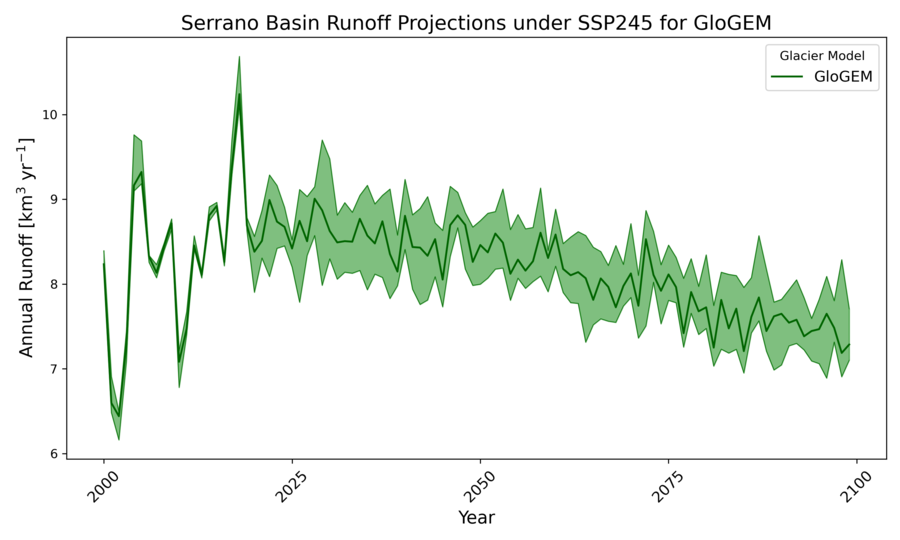 Serrano Basin Runoff Projections under SSP245 for GloGEM
Glacier Model
GloGEM
Annual Runoff [km³ yr⁻¹]
10
9
8
7
6
2000
2025
2050
2075
2100
Year